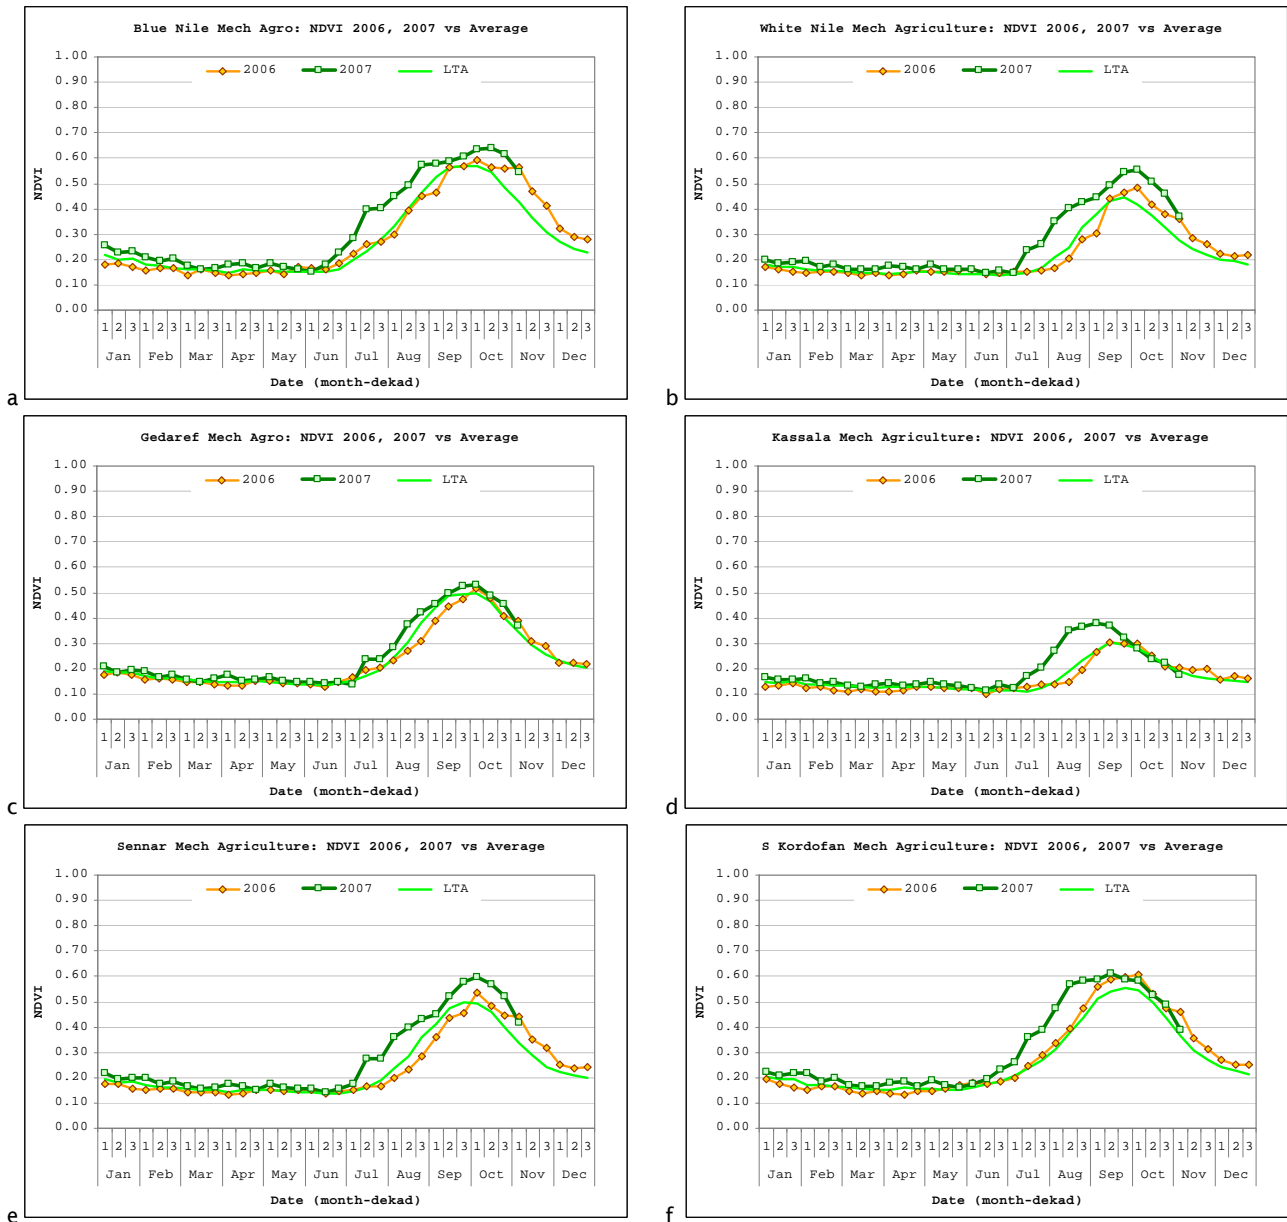 Blue Nile Mech Agro: NDVI 2006, 2007 vs Average
2006 2007 LTA
1.00
0.90
0.80
0.70
0.60
0.50
0.40
0.30
0.20
0.10
0.00
NDVI
1 2 3 1 2 3 1 2 3 1 2 3 1 2 3 1 2 3 1 2 3 1 2 3 1 2 3 1 2 3 1 2 3 1 2 3
Jan Feb Mar Apr May Jun Jul Aug Sep Oct Nov Dec
Date (month-dekad)
a
White Nile Mech Agriculture: NDVI 2006, 2007 vs Average
2006 2007 LTA
1.00
0.90
0.80
0.70
0.60
0.50
0.40
0.30
0.20
0.10
0.00
NDVI
1 2 3 1 2 3 1 2 3 1 2 3 1 2 3 1 2 3 1 2 3 1 2 3 1 2 3 1 2 3 1 2 3 1 2 3
Jan Feb Mar Apr May Jun Jul Aug Sep Oct Nov Dec
Date (month-dekad)
b
Gedaref Mech Agro: NDVI 2006, 2007 vs Average
2006 2007 LTA
1.00
0.90
0.80
0.70
0.60
0.50
0.40
0.30
0.20
0.10
0.00
NDVI
1 2 3 1 2 3 1 2 3 1 2 3 1 2 3 1 2 3 1 2 3 1 2 3 1 2 3 1 2 3 1 2 3 1 2 3
Jan Feb Mar Apr May Jun Jul Aug Sep Oct Nov Dec
Date (month-dekad)
c
Kassala Mech Agriculture: NDVI 2006, 2007 vs Average
2006 2007 LTA
1.00
0.90
0.80
0.70
0.60
0.50
0.40
0.30
0.20
0.10
0.00
NDVI
1 2 3 1 2 3 1 2 3 1 2 3 1 2 3 1 2 3 1 2 3 1 2 3 1 2 3 1 2 3 1 2 3 1 2 3
Jan Feb Mar Apr May Jun Jul Aug Sep Oct Nov Dec
Date (month-dekad)
d
Sennar Mech Agriculture: NDVI 2006, 2007 vs Average
2006 2007 LTA
1.00
0.90
0.80
0.70
0.60
0.50
0.40
0.30
0.20
0.10
0.00
NDVI
1 2 3 1 2 3 1 2 3 1 2 3 1 2 3 1 2 3 1 2 3 1 2 3 1 2 3 1 2 3 1 2 3 1 2 3
Jan Feb Mar Apr May Jun Jul Aug Sep Oct Nov Dec
Date (month-dekad)
e
S Kordofan Mech Agriculture: NDVI 2006, 2007 vs Average
2006 2007 LTA
1.00
0.90
0.80
0.70
0.60
0.50
0.40
0.30
0.20
0.10
0.00
NDVI
1 2 3 1 2 3 1 2 3 1 2 3 1 2 3 1 2 3 1 2 3 1 2 3 1 2 3 1 2 3 1 2 3 1 2 3
Jan Feb Mar Apr May Jun Jul Aug Sep Oct Nov Dec
Date (month-dekad)
f